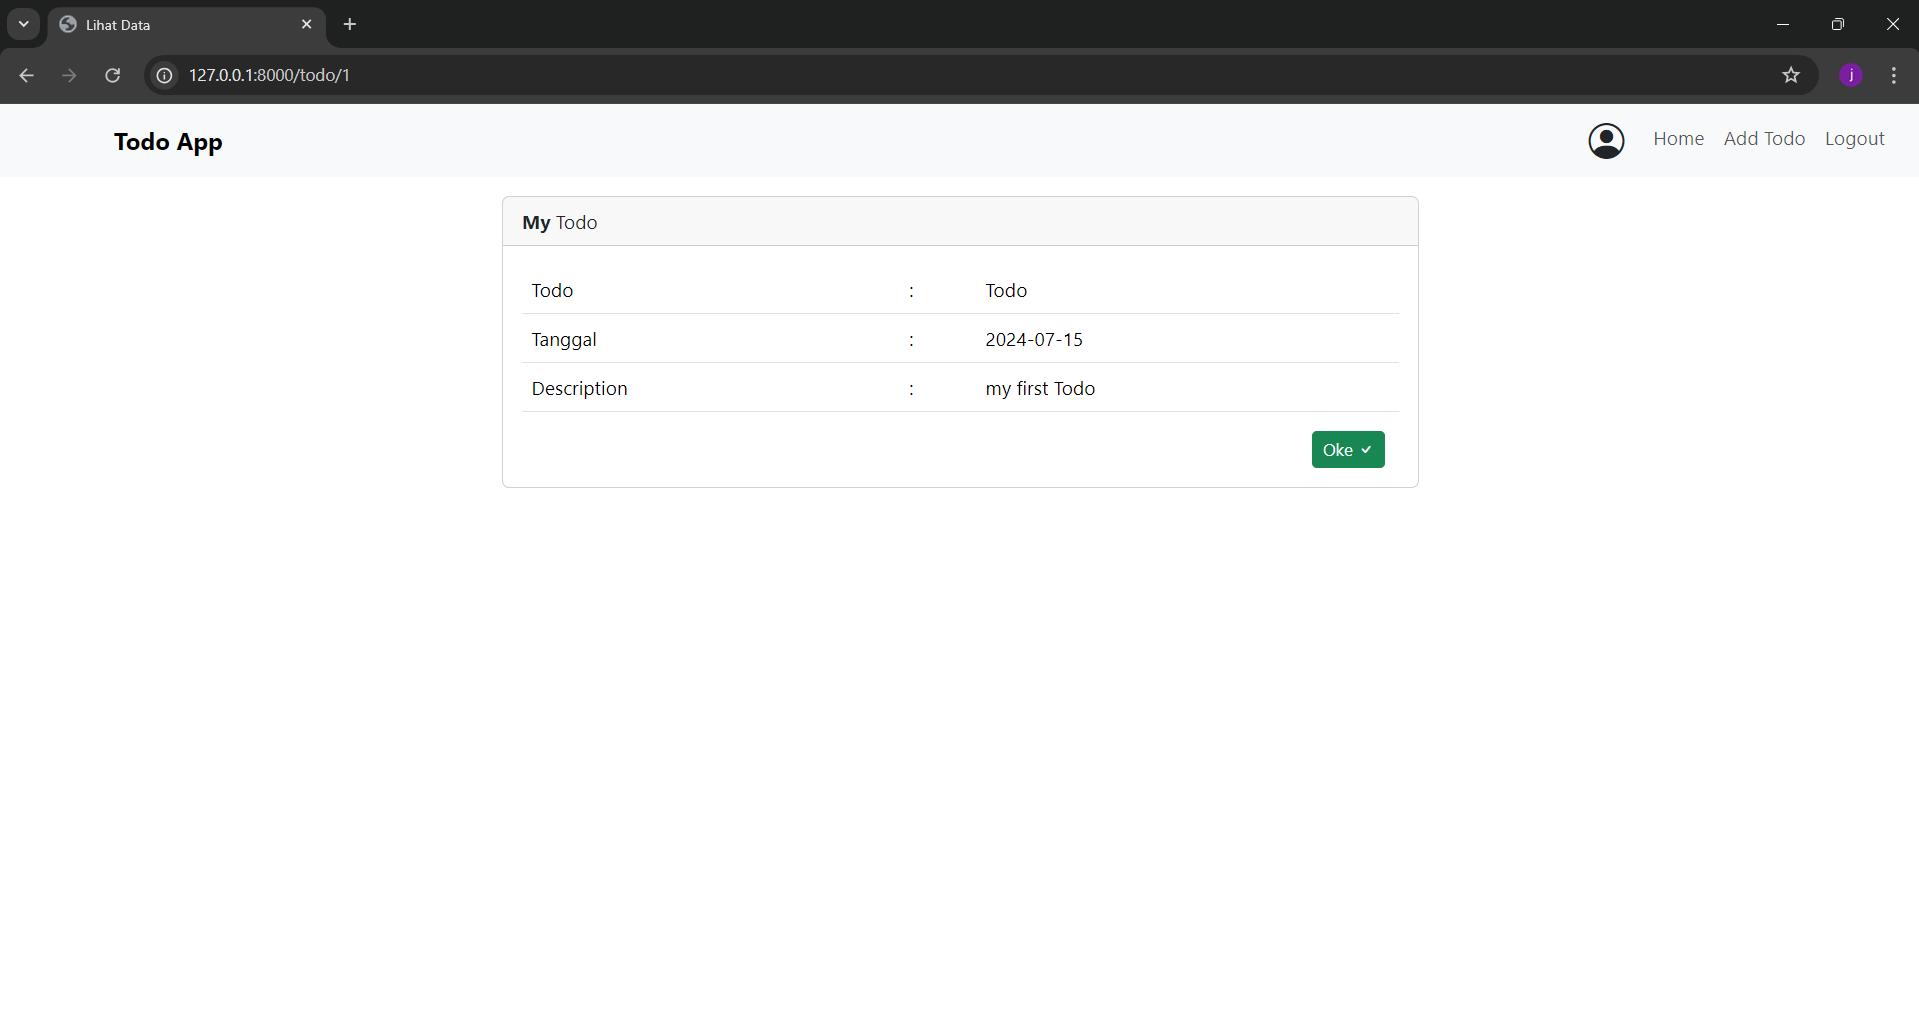 Lihat Data
127.0.0.1:8000/todo/1
j
Todo App
Home Add Todo Logout
My Todo
Todo : Todo
Tanggal : 2024-07-15
Description : my first Todo
Oke